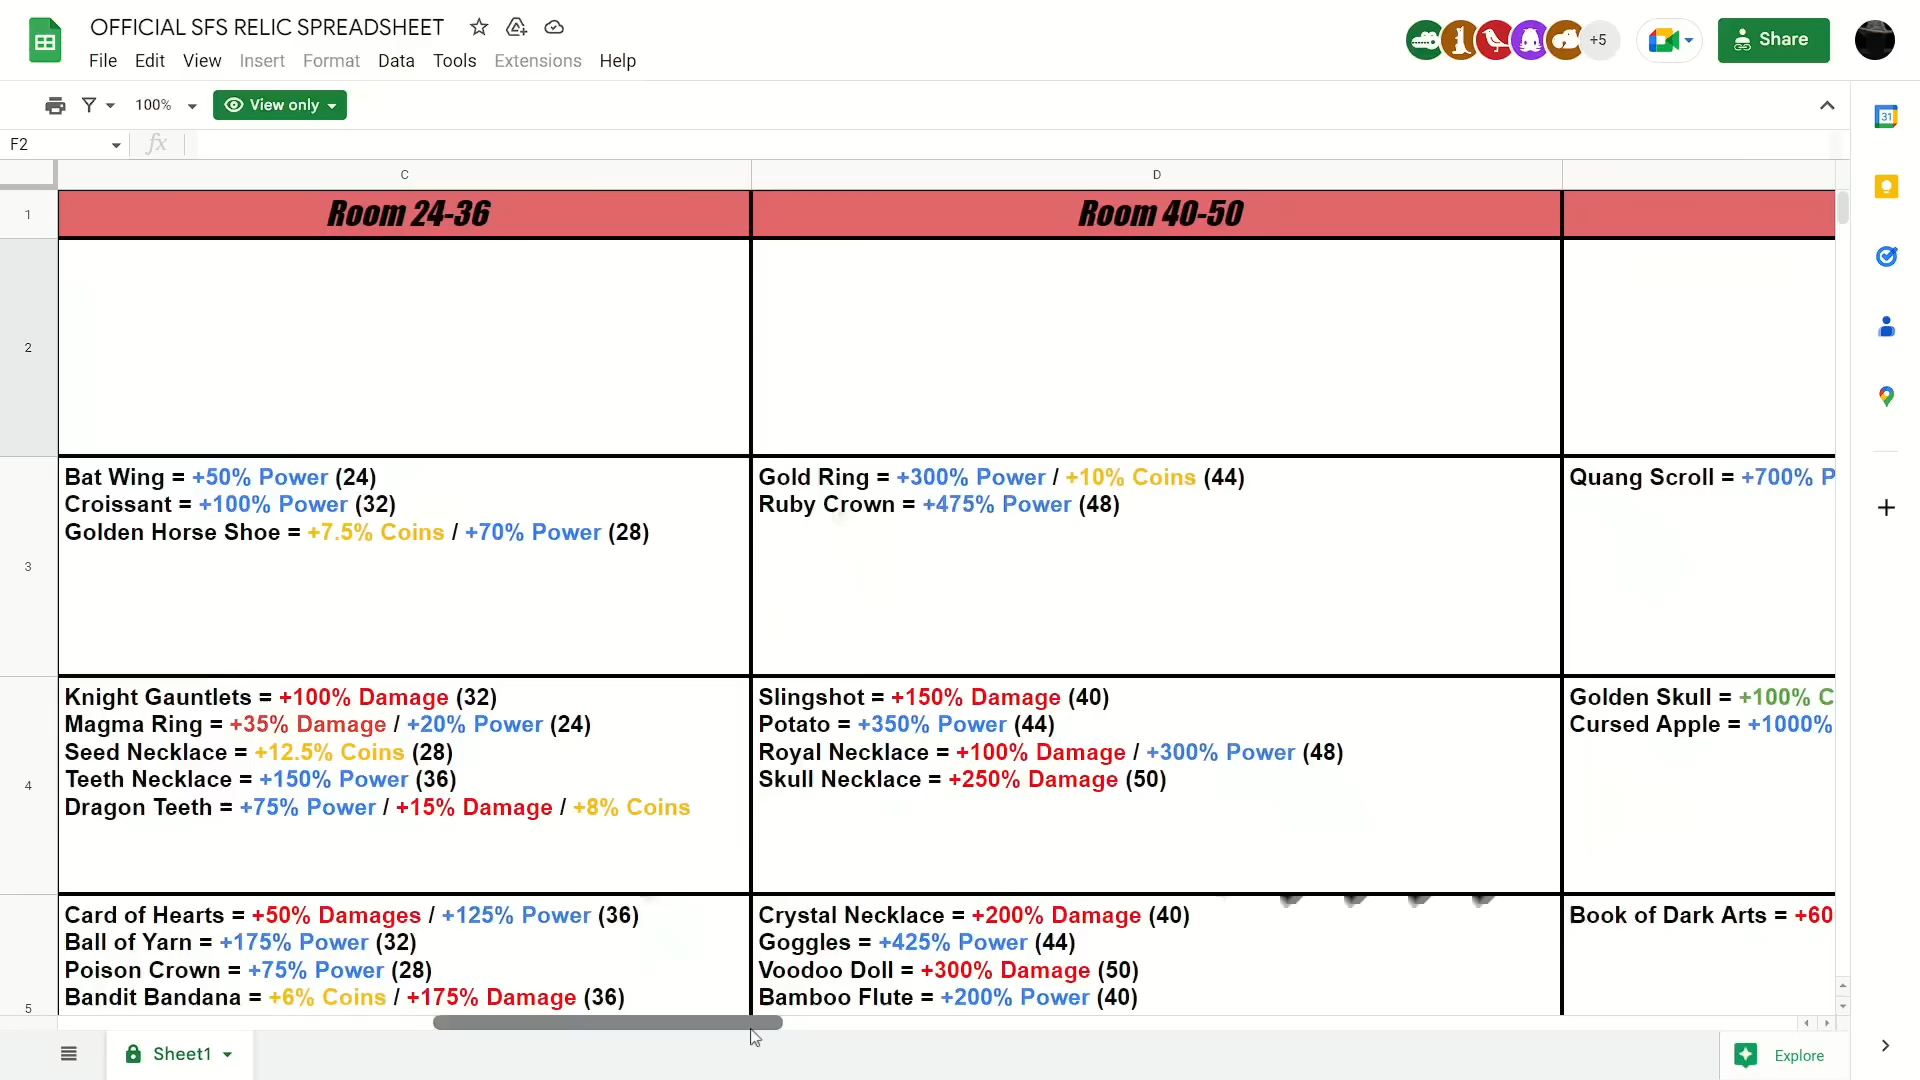 OFFICIAL SFS RELIC SPREADSHEET
File Edit View Insert Format Data Tools Extensions Help
+5
Share
31
100%
View only
F2
fx
C D
1 Room 24-36 Room 40-50
2
3
Bat Wing = +50% Power (24)
Croissant = +100% Power (32)
Golden Horse Shoe = +7.5% Coins / +70% Power (28)
Gold Ring = +300% Power / +10% Coins (44)
Ruby Crown = +475% Power (48)
Quang Scroll = +700% P
4
Knight Gauntlets = +100% Damage (32)
Magma Ring = +35% Damage / +20% Power (24)
Seed Necklace = +12.5% Coins (28)
Teeth Necklace = +150% Power (36)
Dragon Teeth = +75% Power / +15% Damage / +8% Coins
Slingshot = +150% Damage (40)
Potato = +350% Power (44)
Royal Necklace = +100% Damage / +300% Power (48)
Skull Necklace = +250% Damage (50)
Golden Skull = +100% C
Cursed Apple = +1000%
5
Card of Hearts = +50% Damages / +125% Power (36)
Ball of Yarn = +175% Power (32)
Poison Crown = +75% Power (28)
Bandit Bandana = +6% Coins / +175% Damage (36)
Crystal Necklace = +200% Damage (40)
Goggles = +425% Power (44)
Voodoo Doll = +300% Damage (50)
Bamboo Flute = +200% Power (40)
Book of Dark Arts = +60
Sheet1
Explore